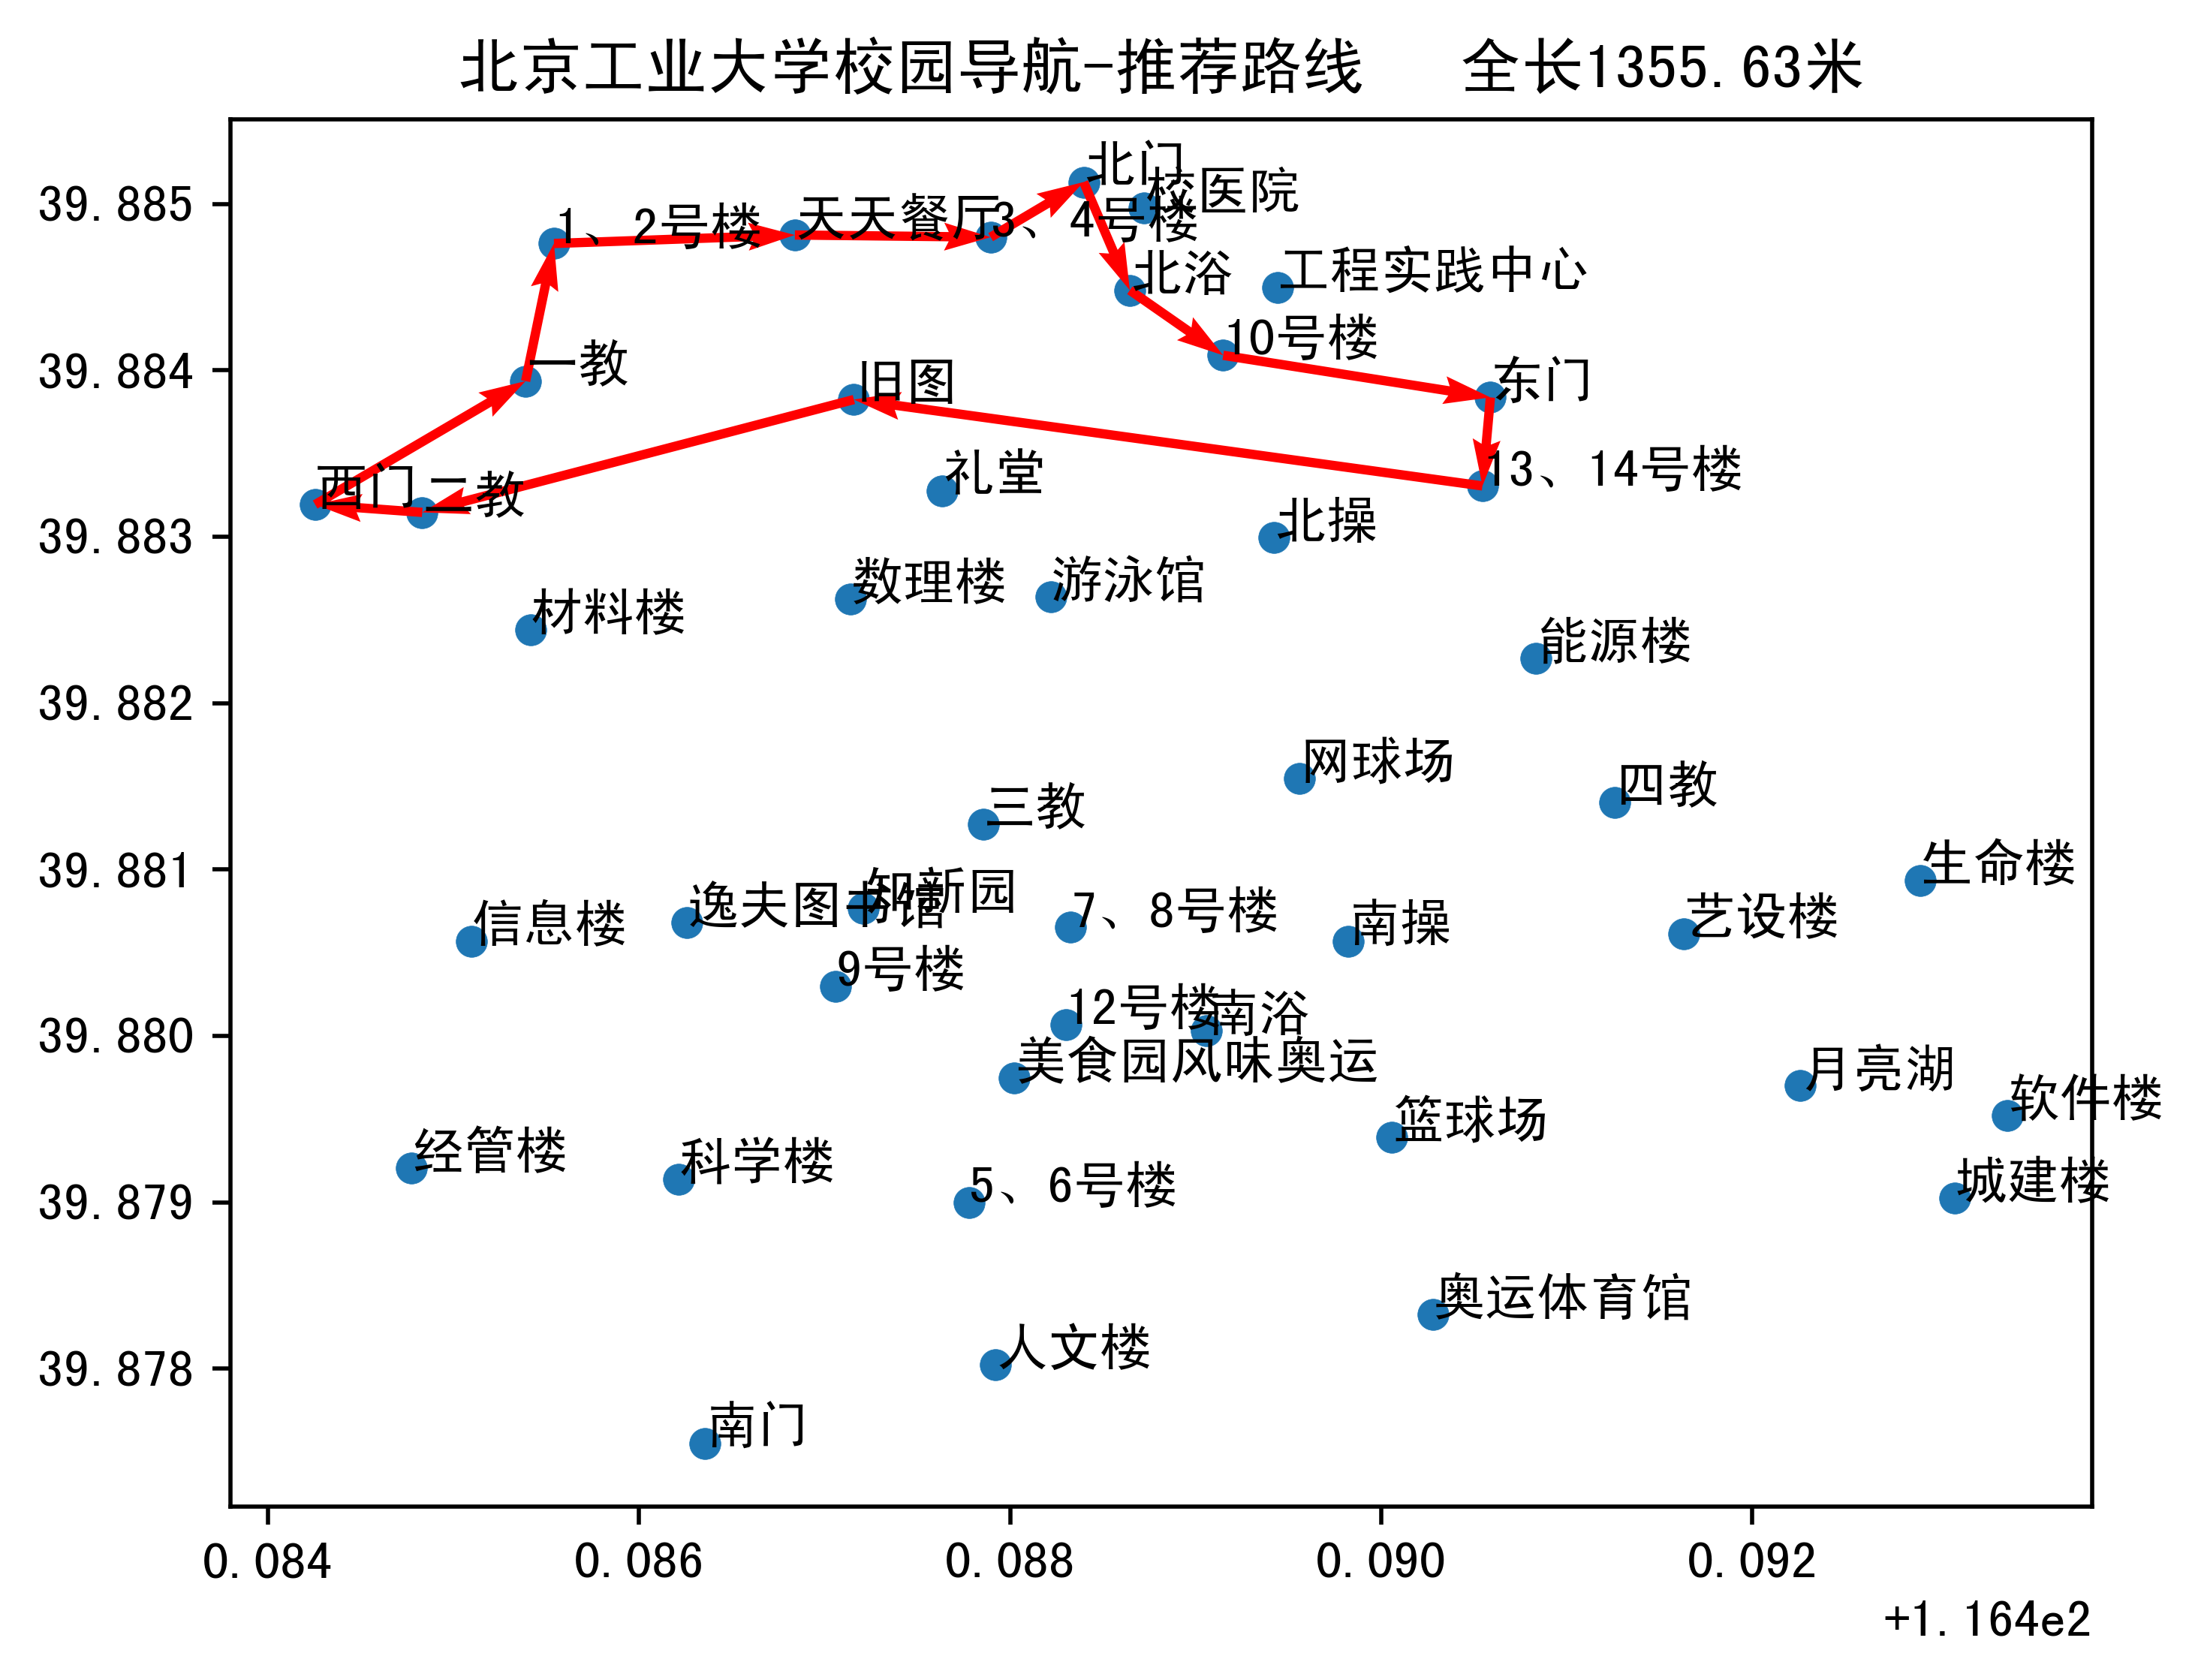 北京工业大学校园导航-推荐路线 全长1355.63米
39.885
39.884
39.883
39.882
39.881
39.880
39.879
39.878
北门
校医院
1、2号楼
天天餐厅
3、4号楼
北浴
工程实践中心
10号楼
一教
旧图
东门
西门
二教
礼堂
13、14号楼
北操
数理楼
游泳馆
材料楼
能源楼
网球场
四教
三教
生命楼
信息楼
逸夫图书馆
知新园
7、8号楼
南操
艺设楼
9号楼
12号楼
南浴
美食园风味奥运
月亮湖
软件楼
篮球场
经管楼
科学楼
5、6号楼
城建楼
奥运体育馆
人文楼
南门
0.084
0.086
0.088
0.090
0.092
+1.164e2